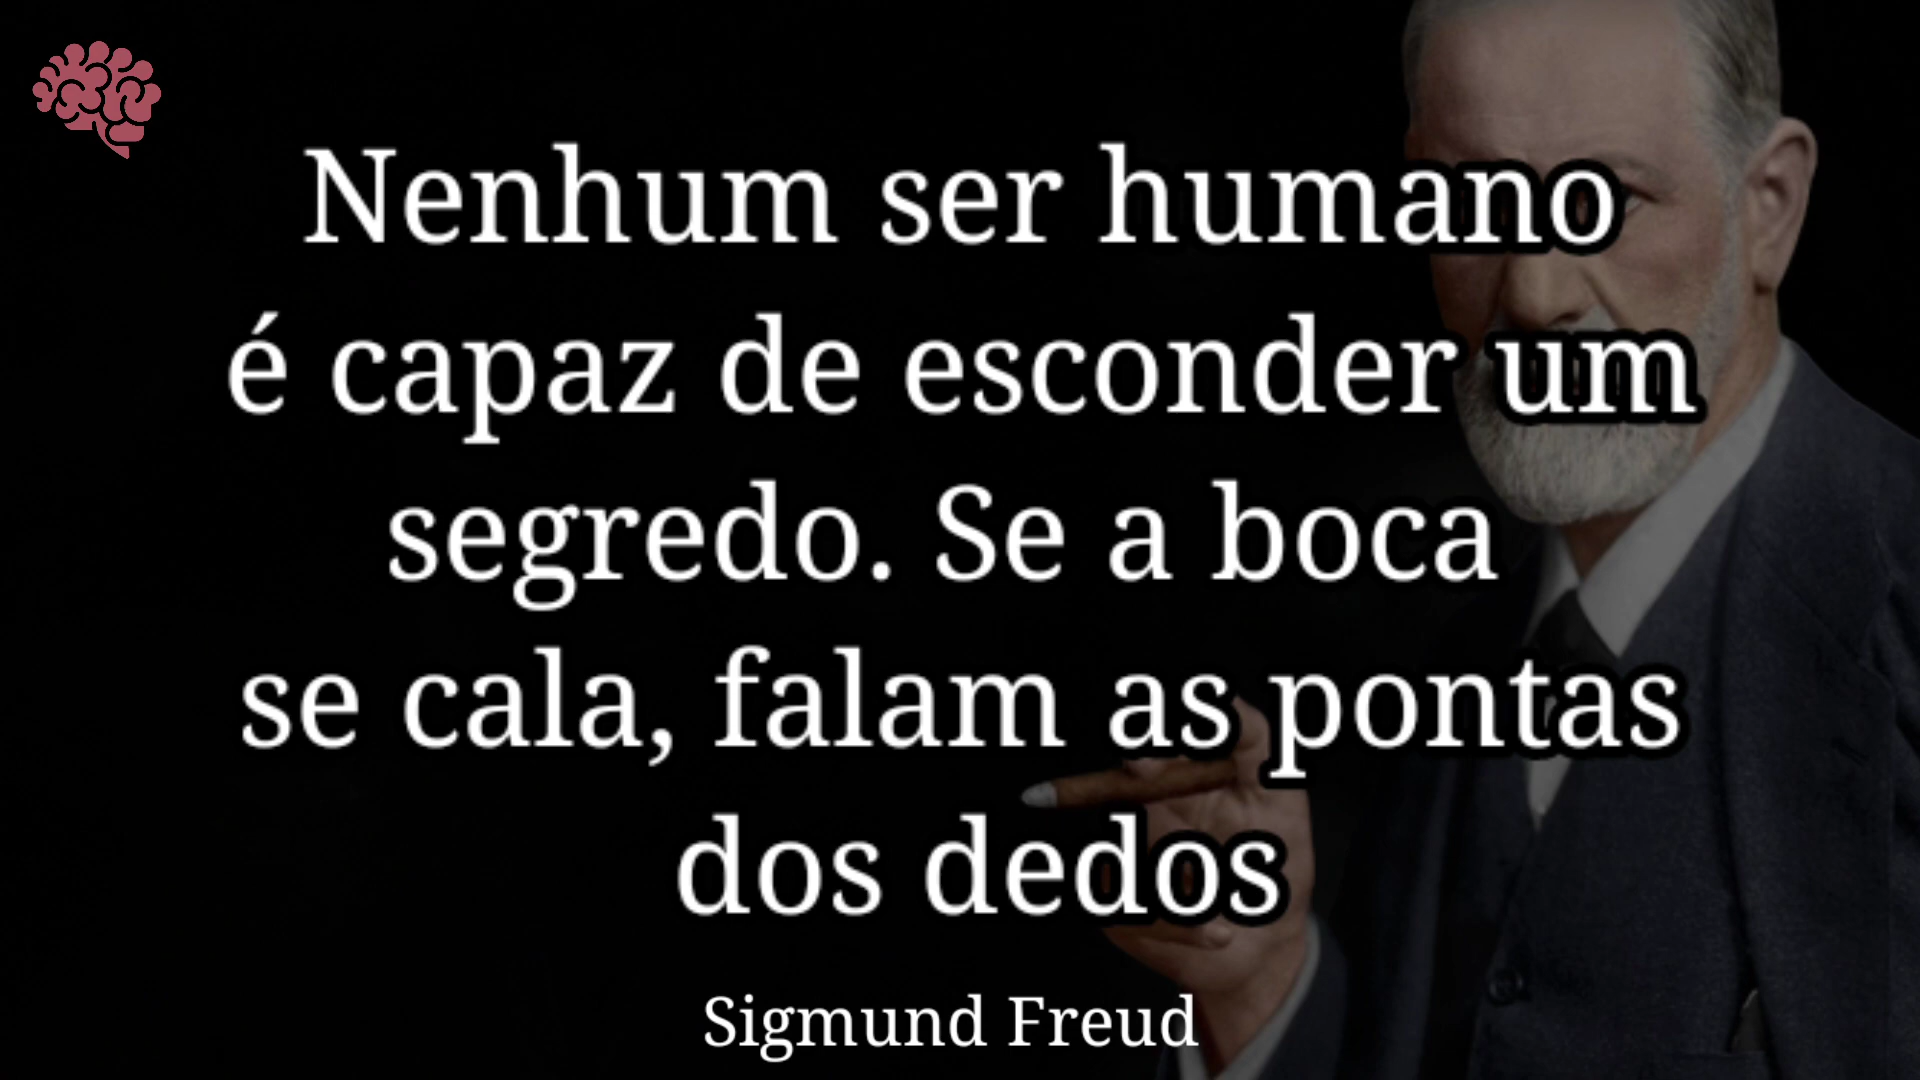 Nenhum ser humano
é capaz de esconder um
segredo. Se a boca
se cala, falam as pontas
dos dedos
Sigmund Freud